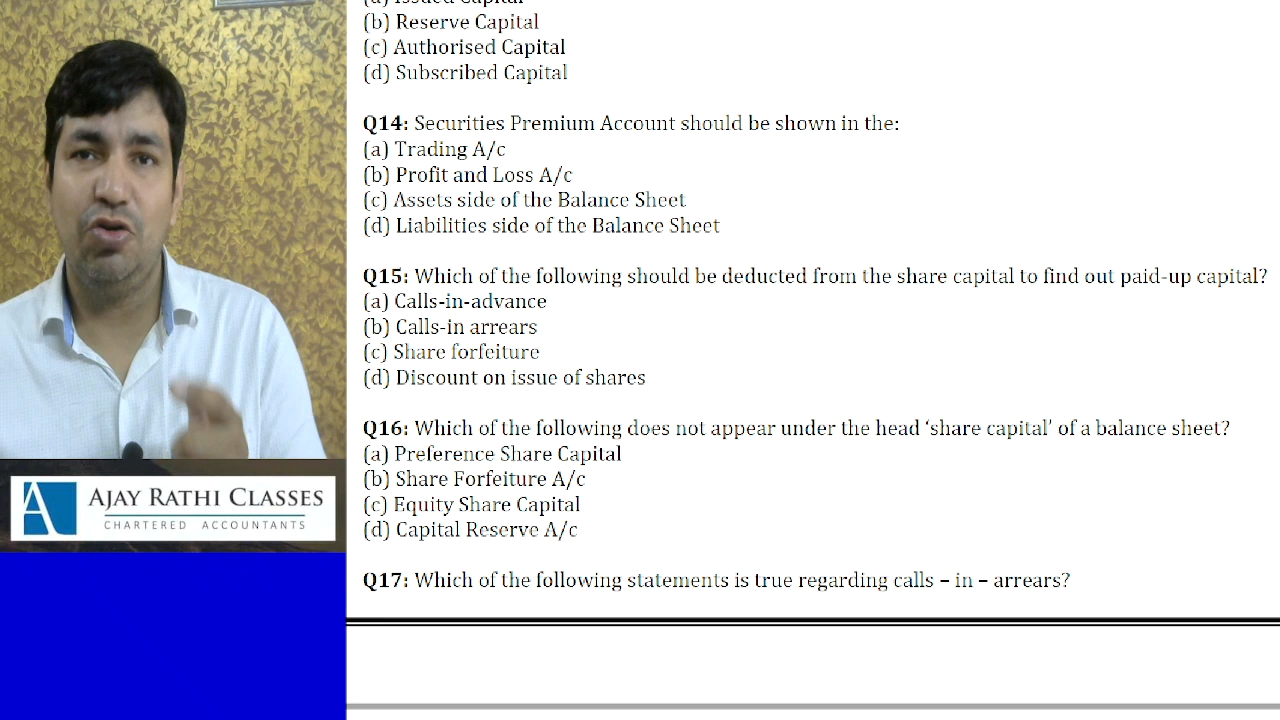 (a) Issued Capital
(b) Reserve Capital
(c) Authorised Capital
(d) Subscribed Capital
Q14: Securities Premium Account should be shown in the:
(a) Trading A/c
(b) Profit and Loss A/c
(c) Assets side of the Balance Sheet
(d) Liabilities side of the Balance Sheet
Q15: Which of the following should be deducted from the share capital to find out paid-up capital?
(a) Calls-in-advance
(b) Calls-in arrears
(c) Share forfeiture
(d) Discount on issue of shares
Q16: Which of the following does not appear under the head ‘share capital’ of a balance sheet?
(a) Preference Share Capital
(b) Share Forfeiture A/c
(c) Equity Share Capital
(d) Capital Reserve A/c
Q17: Which of the following statements is true regarding calls – in – arrears?
A
AJAY RATHI CLASSES
CHARTERED ACCOUNTANTS